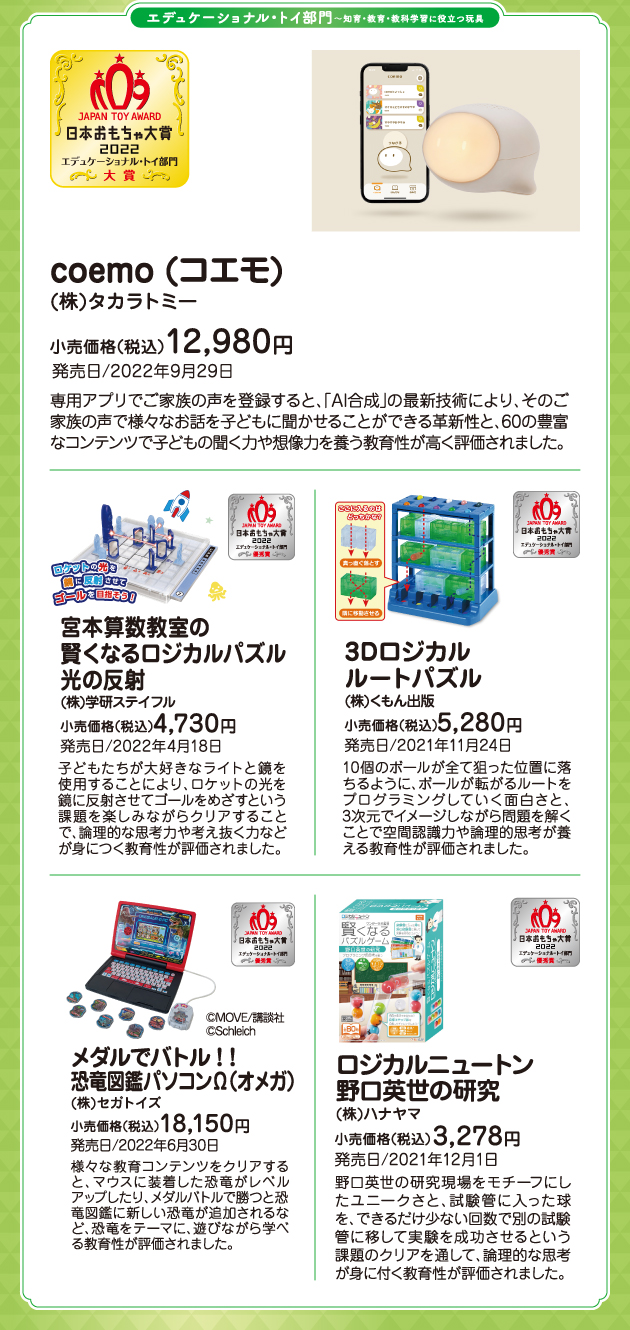 エデュケーショナル・トイ部門～知育・教育・教科学習に役立つ玩具
JAPAN TOY AWARD
日本おもちゃ大賞
2022
エデュケーショナル・トイ部門
大賞
coemo
coemo（コエモ）
(株)タカラトミー
小売価格(税込)12,980円
発売日/2022年9月29日
専用アプリでご家族の声を登録すると、「AI合成」の最新技術により、そのご
家族の声で様々なお話を子どもに聞かせることができる革新性と、60の豊富
なコンテンツで子どもの聞く力や想像力を養う教育性が高く評価されました。
ロケットの光を
鏡に反射させて
ゴールを目指そう！
JAPAN TOY AWARD
日本おもちゃ大賞
2022
エデュケーショナル・トイ部門
優秀賞
宮本算数教室の
賢くなるロジカルパズル
光の反射
(株)学研ステイフル
小売価格(税込)4,730円
発売日/2022年4月18日
子どもたちが大好きなライトと鏡を
使用することにより、ロケットの光を
鏡に反射させてゴールをめざすという
課題を楽しみながらクリアすること
で、論理的な思考力や考え抜く力など
が身につく教育性が評価されました。
ここに入るのは
どっちかな？
真っ直ぐ落とす
横に移動させる
JAPAN TOY AWARD
日本おもちゃ大賞
2022
エデュケーショナル・トイ部門
優秀賞
3Dロジカル
ルートパズル
(株)くもん出版
小売価格(税込)5,280円
発売日/2021年11月24日
10個のボールが全て狙った位置に落
ちるように、ボールが転がるルートを
プログラミングしていく面白さと、
3次元でイメージしながら問題を解く
ことで空間認識力や論理的思考が養
える教育性が評価されました。
JAPAN TOY AWARD
日本おもちゃ大賞
2022
エデュケーショナル・トイ部門
優秀賞
©MOVE/講談社
©Schleich
メダルでバトル！！
恐竜図鑑パソコンΩ（オメガ）
(株)セガトイズ
小売価格(税込)18,150円
発売日/2022年6月30日
様々な教育コンテンツをクリアする
と、マウスに装着した恐竜がレベル
アップしたり、メダルバトルで勝つと恐
竜図鑑に新しい恐竜が追加されるな
ど、恐竜をテーマに、遊びながら学べ
る教育性が評価されました。
ロジカルニュートン
賢くなる
パズルゲーム
野口英世の研究
全80問
JAPAN TOY AWARD
日本おもちゃ大賞
2022
エデュケーショナル・トイ部門
優秀賞
ロジカルニュートン
野口英世の研究
(株)ハナヤマ
小売価格(税込)3,278円
発売日/2021年12月1日
野口英世の研究現場をモチーフにし
たユニークさと、試験管に入った球
を、できるだけ少ない回数で別の試験
管に移して実験を成功させるという
課題のクリアを通して、論理的な思考
が身に付く教育性が評価されました。